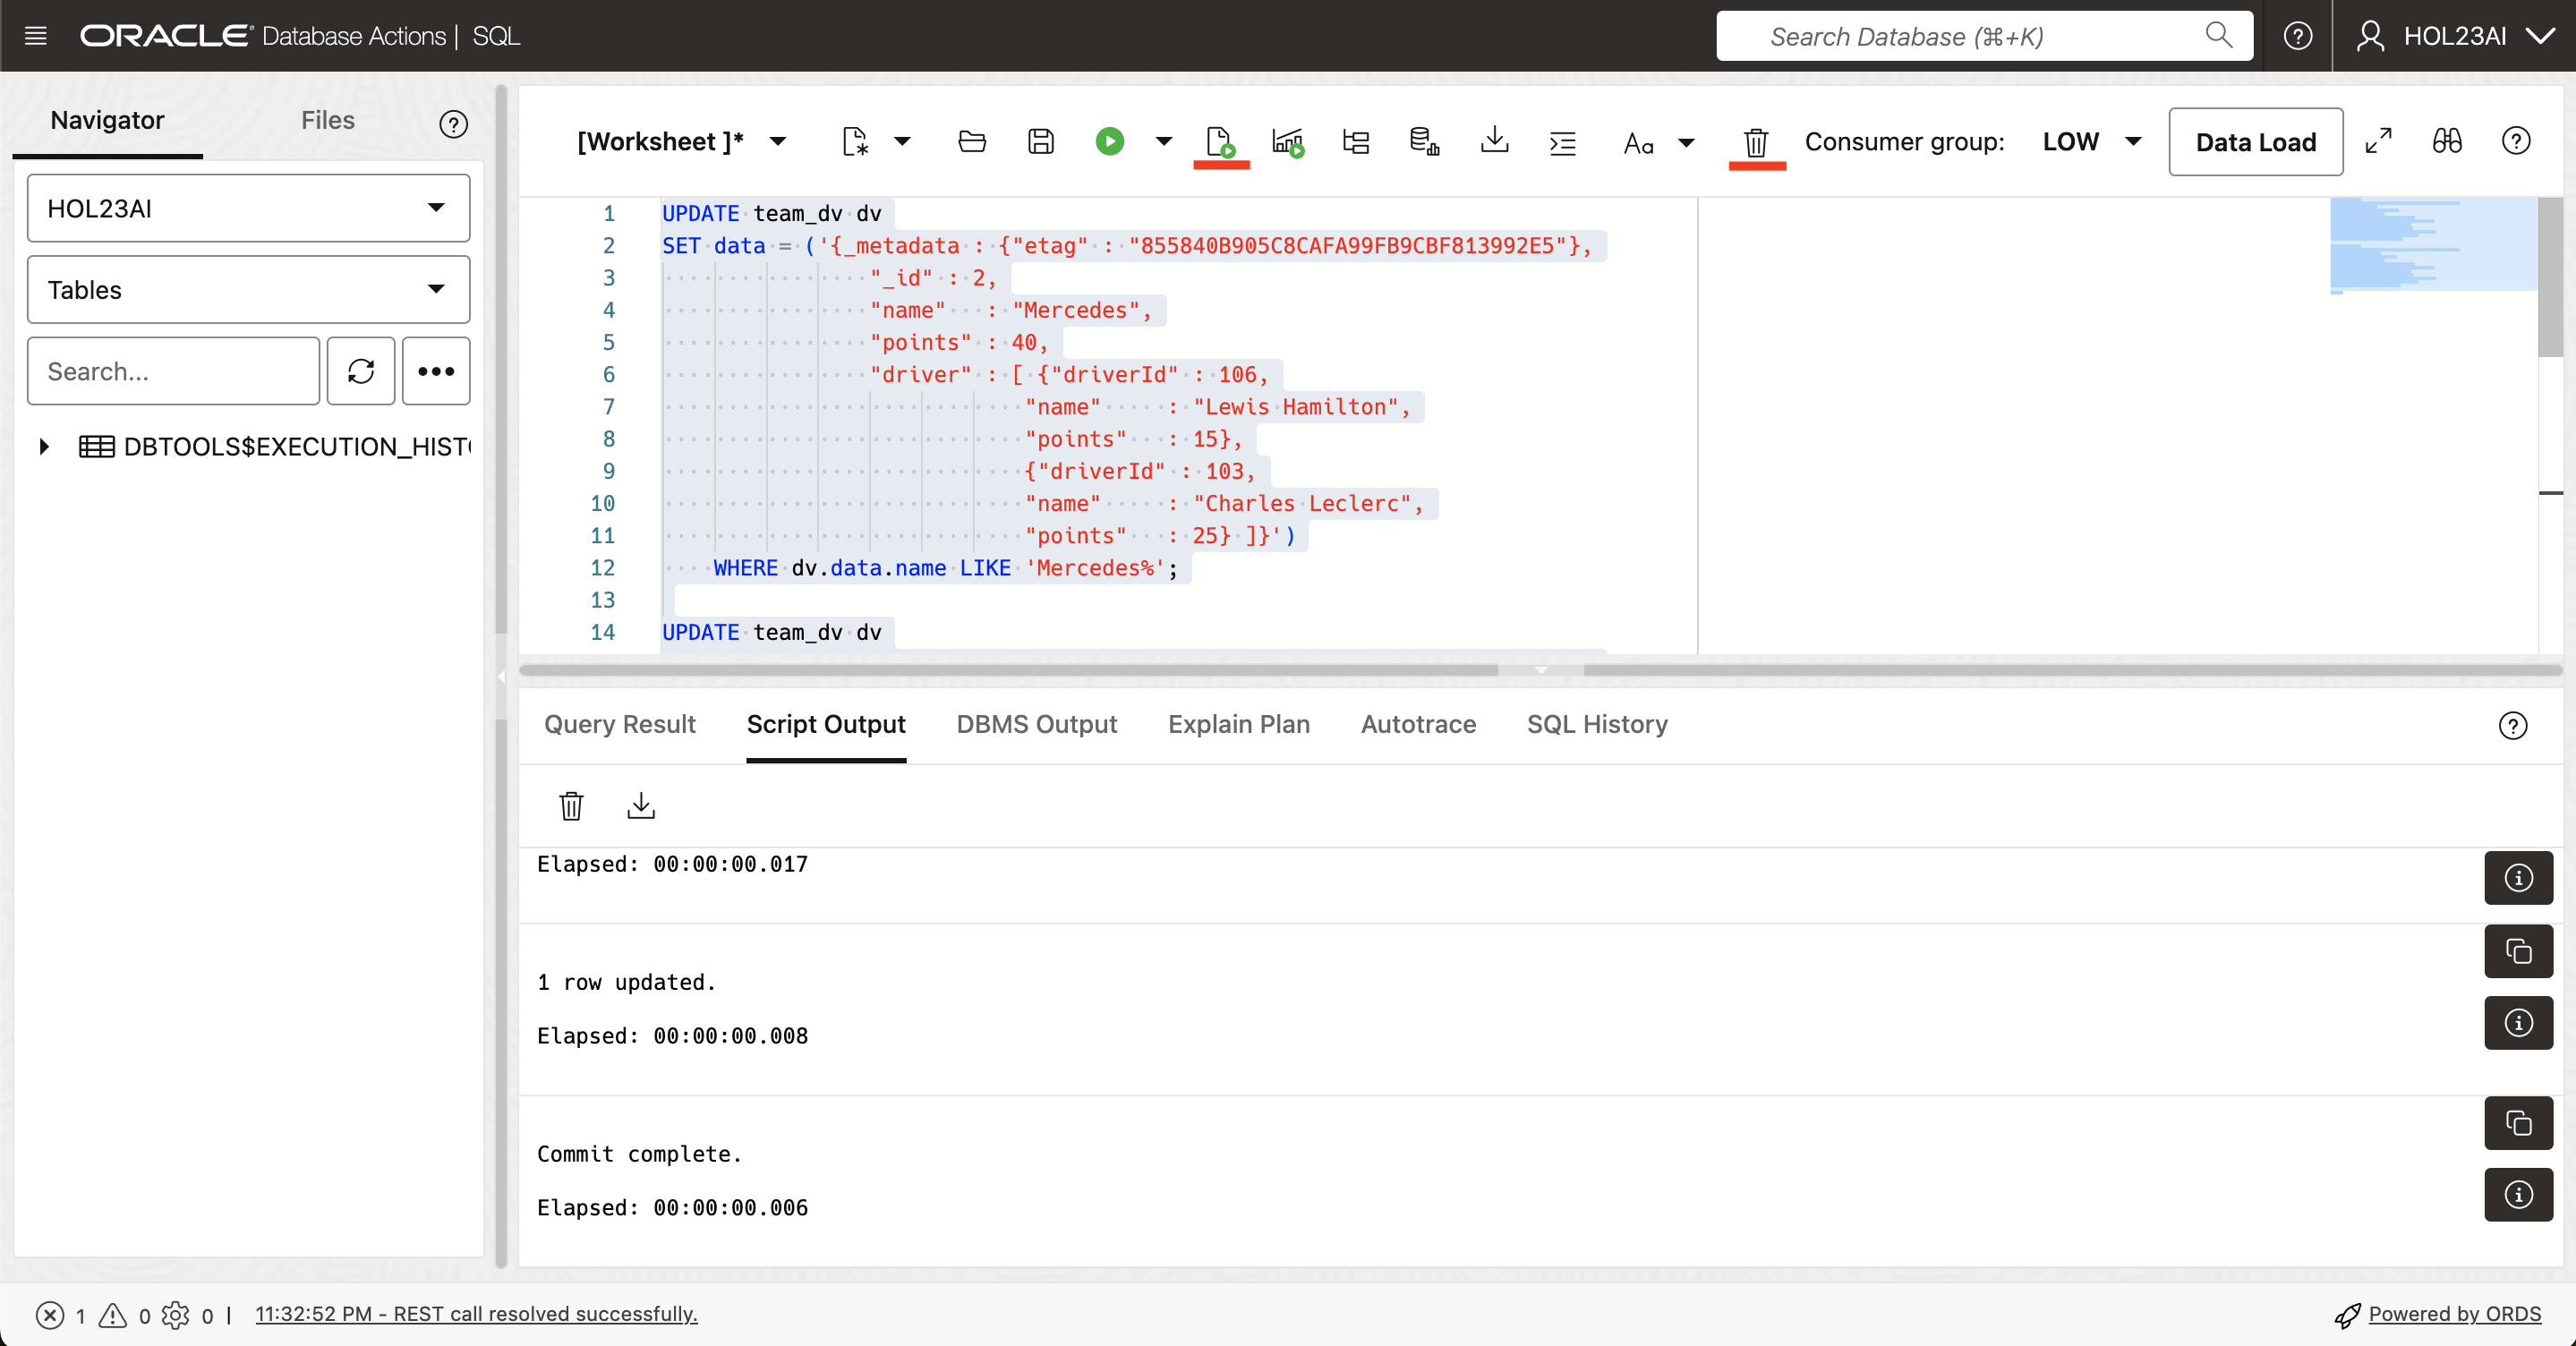 ORACLE Database Actions | SQL
Search Database (⌘+K)
HOL23AI
Navigator
Files
HOL23AI
Tables
Search...
DBTOOLS$EXECUTION_HIST
[Worksheet ]*
Aa
Consumer group: LOW
Data Load
1 UPDATE team_dv dv
2 SET data = ('{_metadata : {"etag" : "855840B905C8CAFA99FB9CBF813992E5"},
3 "_id" : 2,
4 "name" : "Mercedes",
5 "points" : 40,
6 "driver" : [ {"driverId" : 106,
7 "name" : "Lewis Hamilton",
8 "points" : 15},
9 {"driverId" : 103,
10 "name" : "Charles Leclerc",
11 "points" : 25} ]}')
12 WHERE dv.data.name LIKE 'Mercedes%';
13
14 UPDATE team_dv dv
Query Result
Script Output
DBMS Output
Explain Plan
Autotrace
SQL History
Elapsed: 00:00:00.017
1 row updated.
Elapsed: 00:00:00.008
Commit complete.
Elapsed: 00:00:00.006
1 0 0 | 11:32:52 PM - REST call resolved successfully.
Powered by ORDS